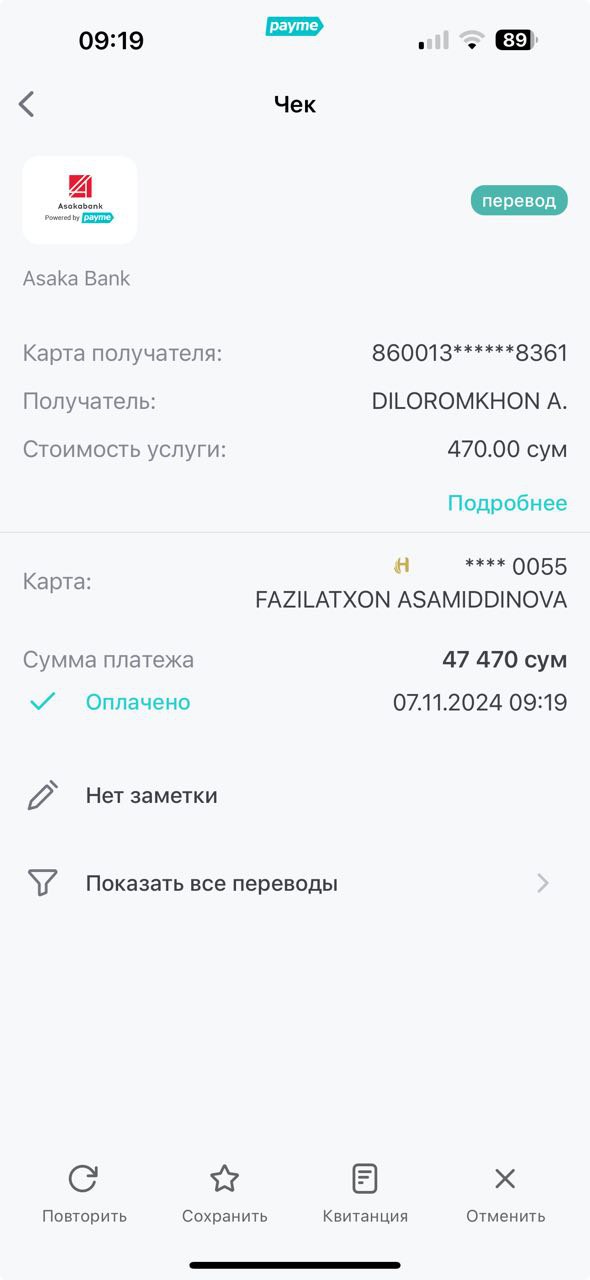 09:19
payme
89
Чек
Asakabank
Powered by payme
перевод
Asaka Bank
Карта получателя: 860013******8361
Получатель: DILOROMKHON A.
Стоимость услуги: 470.00 сум
Подробнее
Карта: **** 0055
FAZILATXON ASAMIDDINOVA
Сумма платежа 47 470 сум
Оплачено 07.11.2024 09:19
Нет заметки
Показать все переводы
Повторить Сохранить Квитанция Отменить